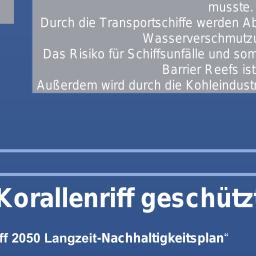 musste.
Durch die Transportschiffe werden Ab
Wasserverschmutzu
Das Risiko für Schiffsunfälle und som
Barrier Reefs ist
Außerdem wird durch die Kohleindustr
Korallenriff geschützt
ff 2050 Langzeit-Nachhaltigkeitsplan“